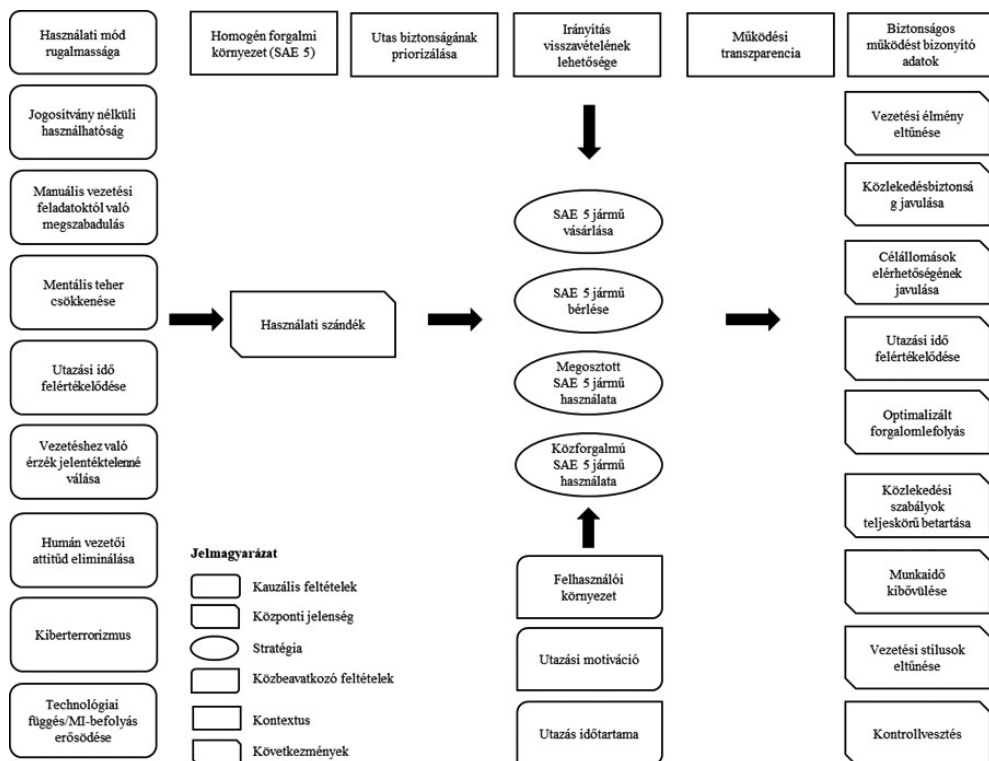 Használati mód
rugalmassága
Jogosítvány nélküli
használhatóság
Manuális vezetési
feladatoktól való
megszabadulás
Mentális teher
csökkenése
Utazási idő
felértékelődése
Vezetéshez való
érzék jelentéktelenné
válása
Humán vezetői
attitűd eliminálása
Kiberterrorizmus
Technológiai
függés/MI-befolyás
erősödése
Homogén forgalmi
környezet (SAE 5)
Utas biztonságának
priorizálása
Irányítás
visszavételének
lehetősége
Működési
transzparencia
Biztonságos
működést bizonyító
adatok
Használati szándék
SAE 5 jármű
vásárlása
SAE 5 jármű
bérlése
Megosztott
SAE 5 jármű
használata
Közforgalmú
SAE 5 jármű
használata
Felhasználói
környezet
Utazási motiváció
Utazás időtartama
Vezetési élmény
eltűnése
Közlekedésbiztonsá
g javulása
Célállomások
elérhetőségének
javulása
Utazási idő
felértékelődése
Optimalizált
forgalomlefolyás
Közlekedési
szabályok
teljeskörű betartása
Munkaidő
kibővülése
Vezetési stílusok
eltűnése
Kontrollvesztés
Jelmagyarázat
Kauzális feltételek
Központi jelenség
Stratégia
Közbeavatkozó feltételek
Kontextus
Következmények